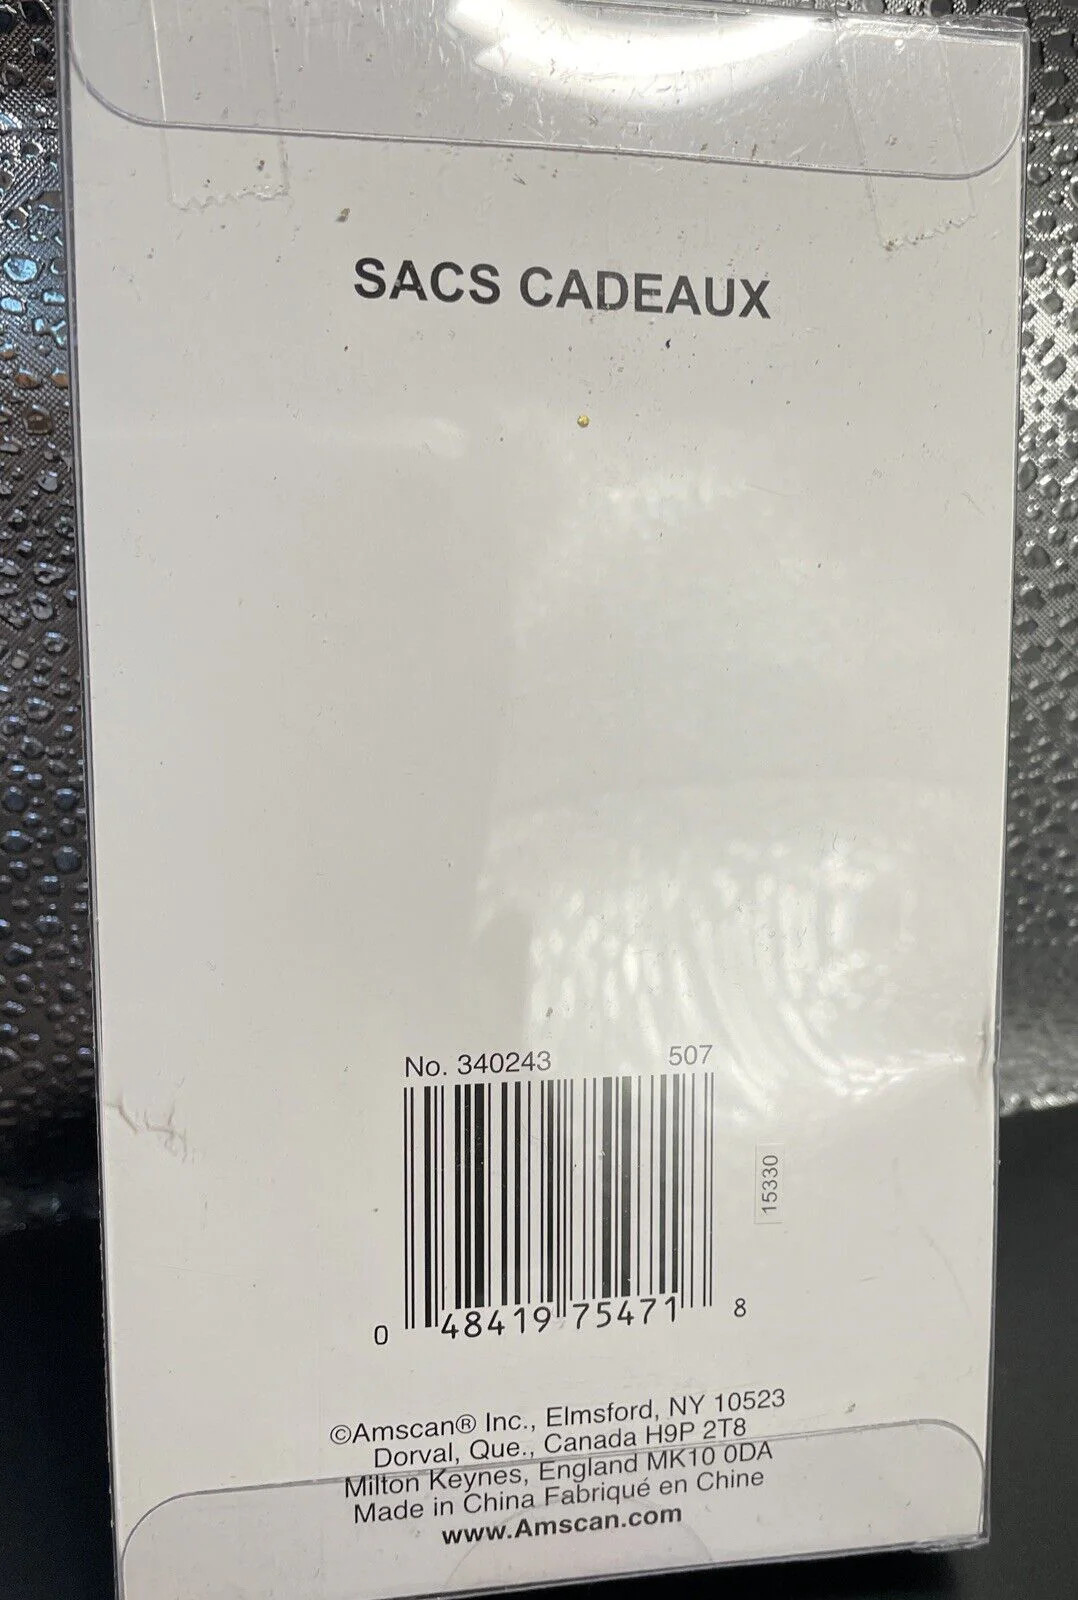 SACS CADEAUX
No. 340243 507
15330
0 48419 75471 8
©Amscan® Inc., Elmsford, NY 10523
Dorval, Que., Canada H9P 2T8
Milton Keynes, England MK10 0DA
Made in China Fabriqué en Chine
www.Amscan.com